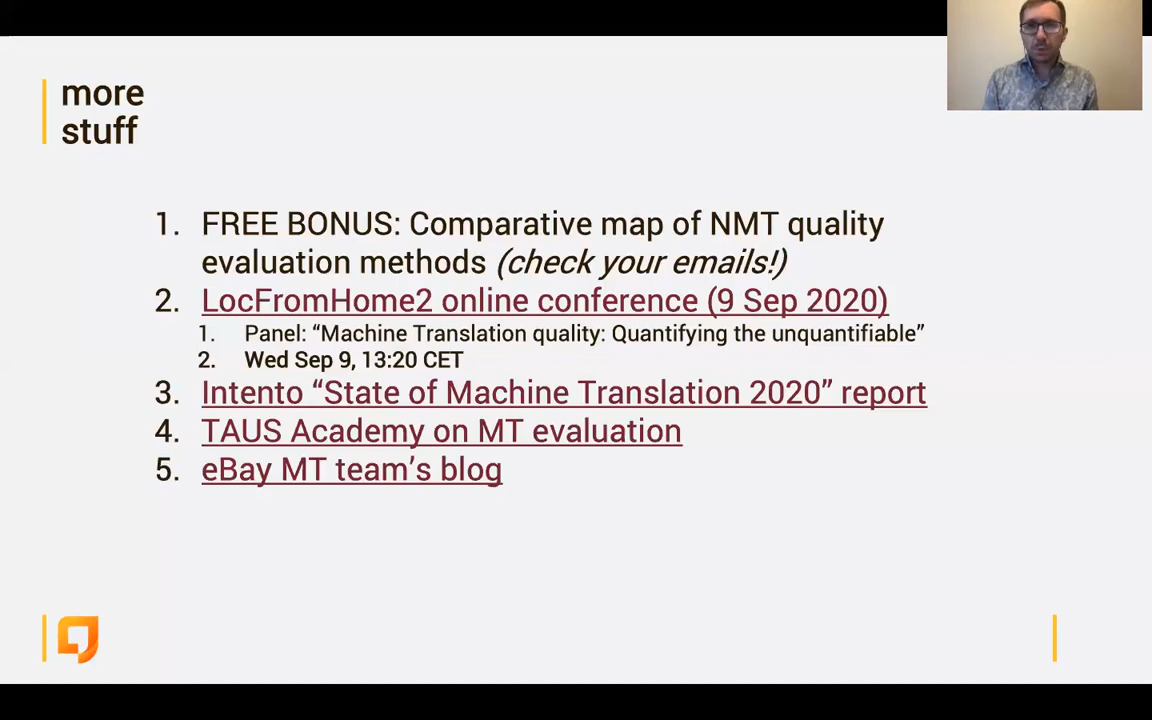 more
stuff
1. FREE BONUS: Comparative map of NMT quality
evaluation methods (check your emails!)
2. LocFromHome2 online conference (9 Sep 2020)
1. Panel: “Machine Translation quality: Quantifying the unquantifiable”
2. Wed Sep 9, 13:20 CET
3. Intento “State of Machine Translation 2020” report
4. TAUS Academy on MT evaluation
5. eBay MT team’s blog